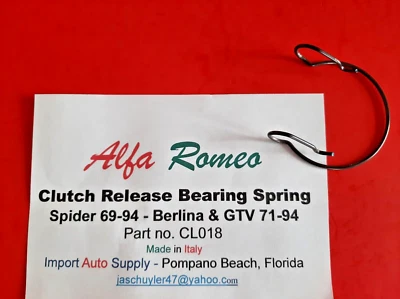 Alfa Romeo
Clutch Release Bearing Spring
Spider 69-94 - Berlina & GTV 71-94
Part no. CL018
Made in Italy
Import Auto Supply - Pompano Beach, Florida
jaschuyler47@yahoo.Com